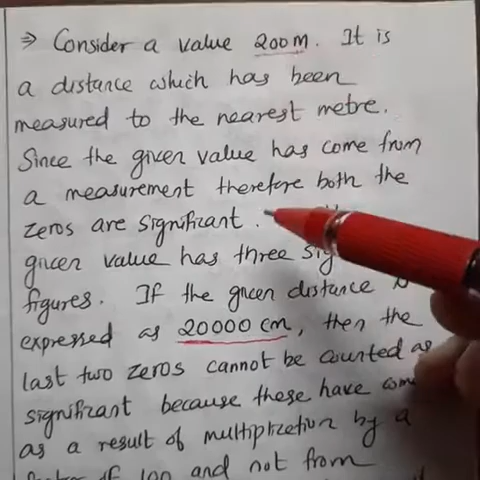 ⇒ Consider a value 200m. It is
a distance which has been
measured to the nearest metre.
Since the given value has come from
a measurement therefore both the
zeros are significant.
given value has three
figures. If the given distance
expressed as 20000 cm, then the
last two zeros cannot be counted as
significant because these have
as a result of multiplication by a
and not from